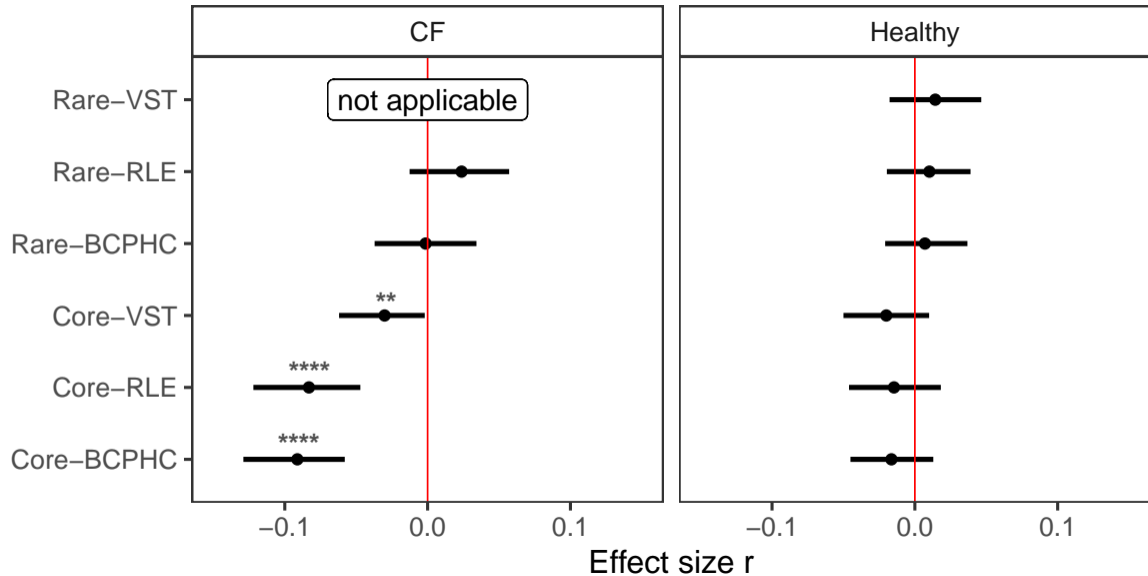 CF
Healthy
Rare−VST
not applicable
Rare−RLE
Rare−BCPHC
Core−VST
**
Core−RLE
****
Core−BCPHC
****
−0.1
0.0
0.1
−0.1
0.0
0.1
Effect size r